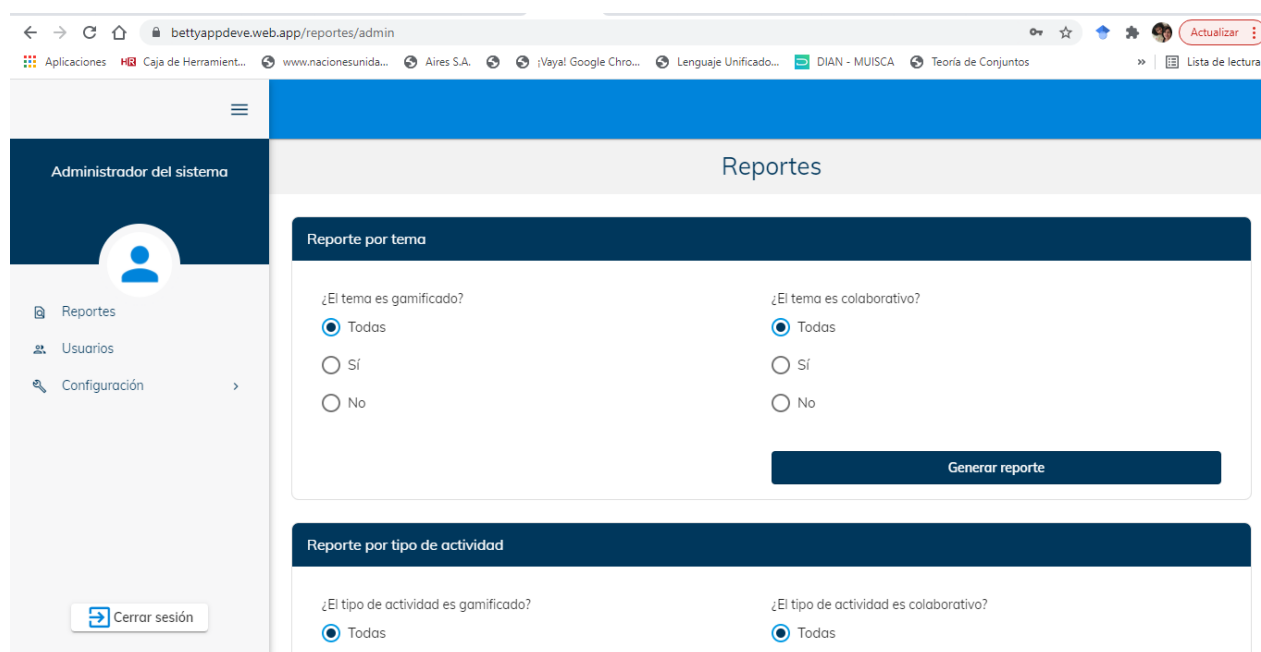 bettyappdeve.web.app/reportes/admin
Actualizar
Aplicaciones HR Caja de Herramient... www.nacionesunida... Aires S.A. ¡Vaya! Google Chro... Lenguaje Unificado... DIAN - MUISCA Teoría de Conjuntos » Lista de lectura
Administrador del sistema
Reportes
Usuarios
Configuración
Cerrar sesión
Reportes
Reporte por tema
¿El tema es gamificado?
Todas
Sí
No
¿El tema es colaborativo?
Todas
Sí
No
Generar reporte
Reporte por tipo de actividad
¿El tipo de actividad es gamificado?
Todas
¿El tipo de actividad es colaborativo?
Todas